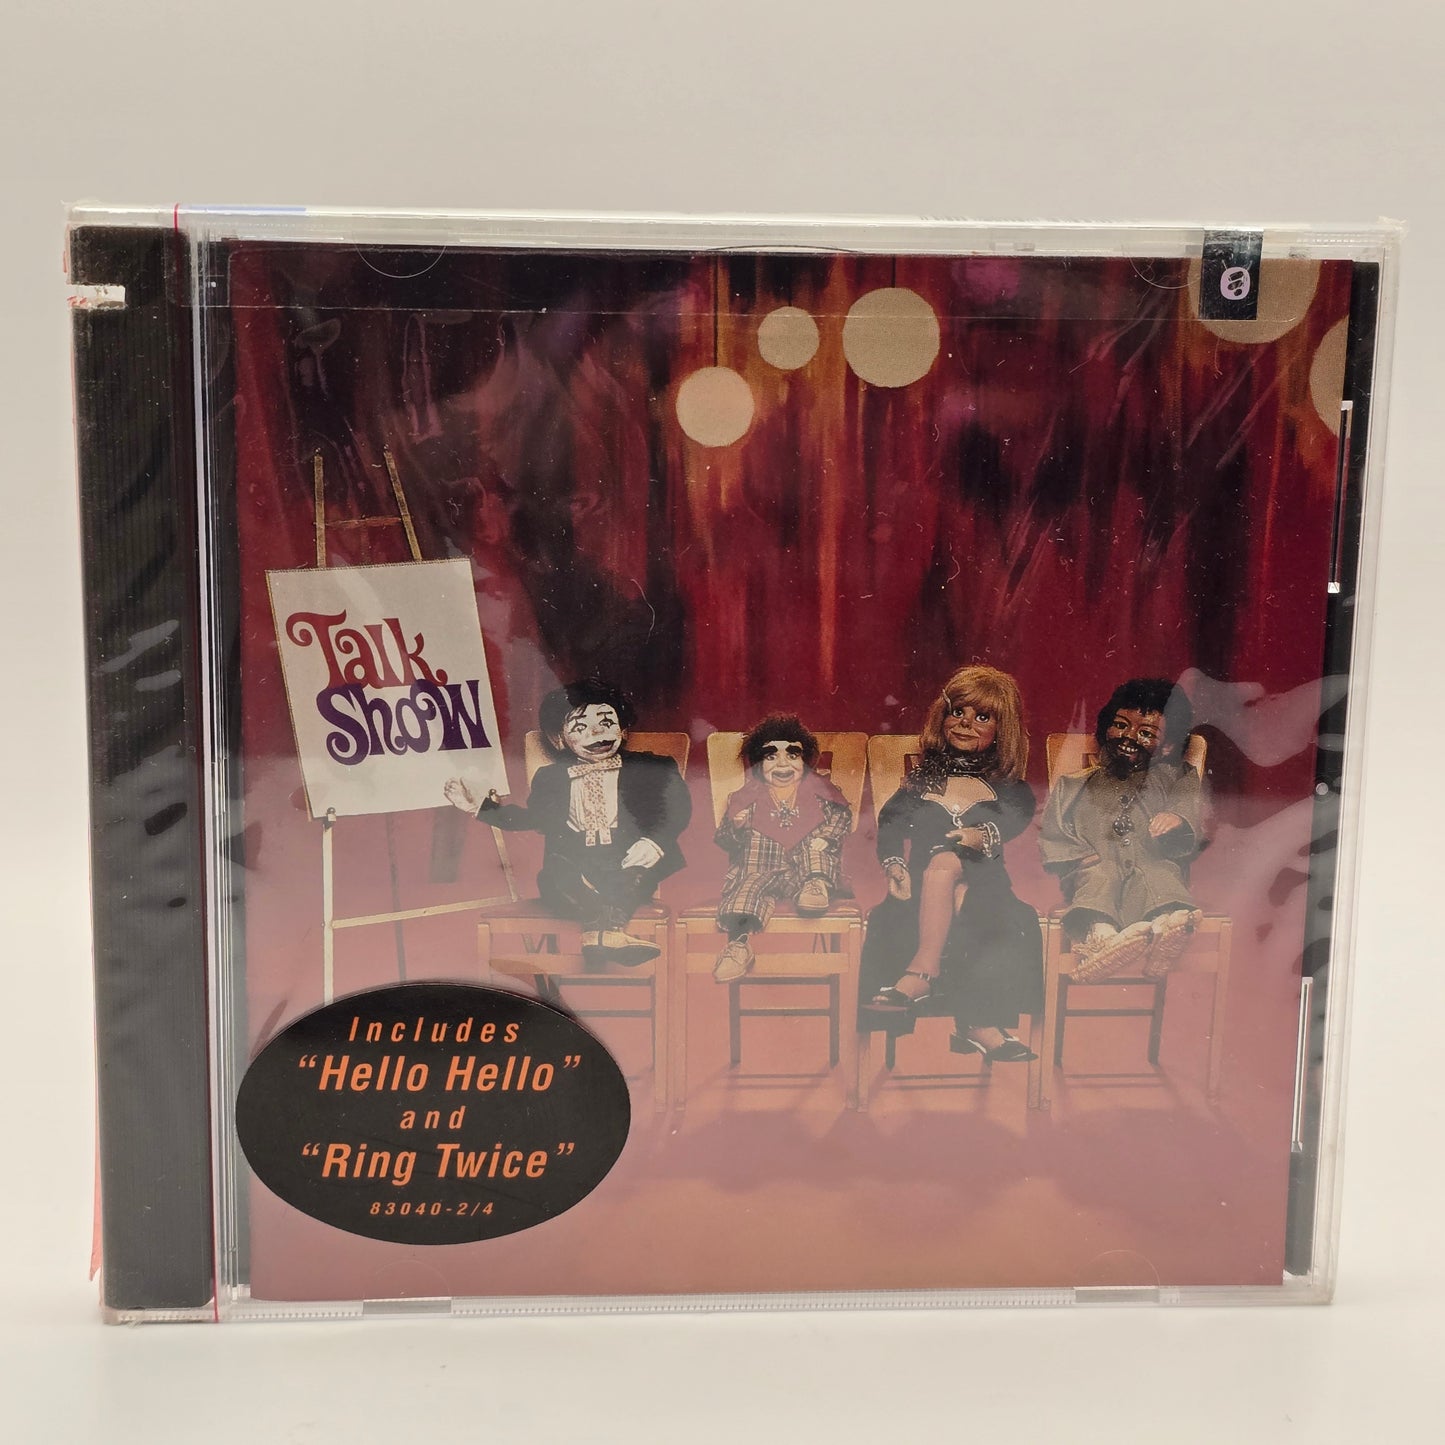 Talk
Show
Includes
“Hello Hello”
and
“Ring Twice”
83040-2/4